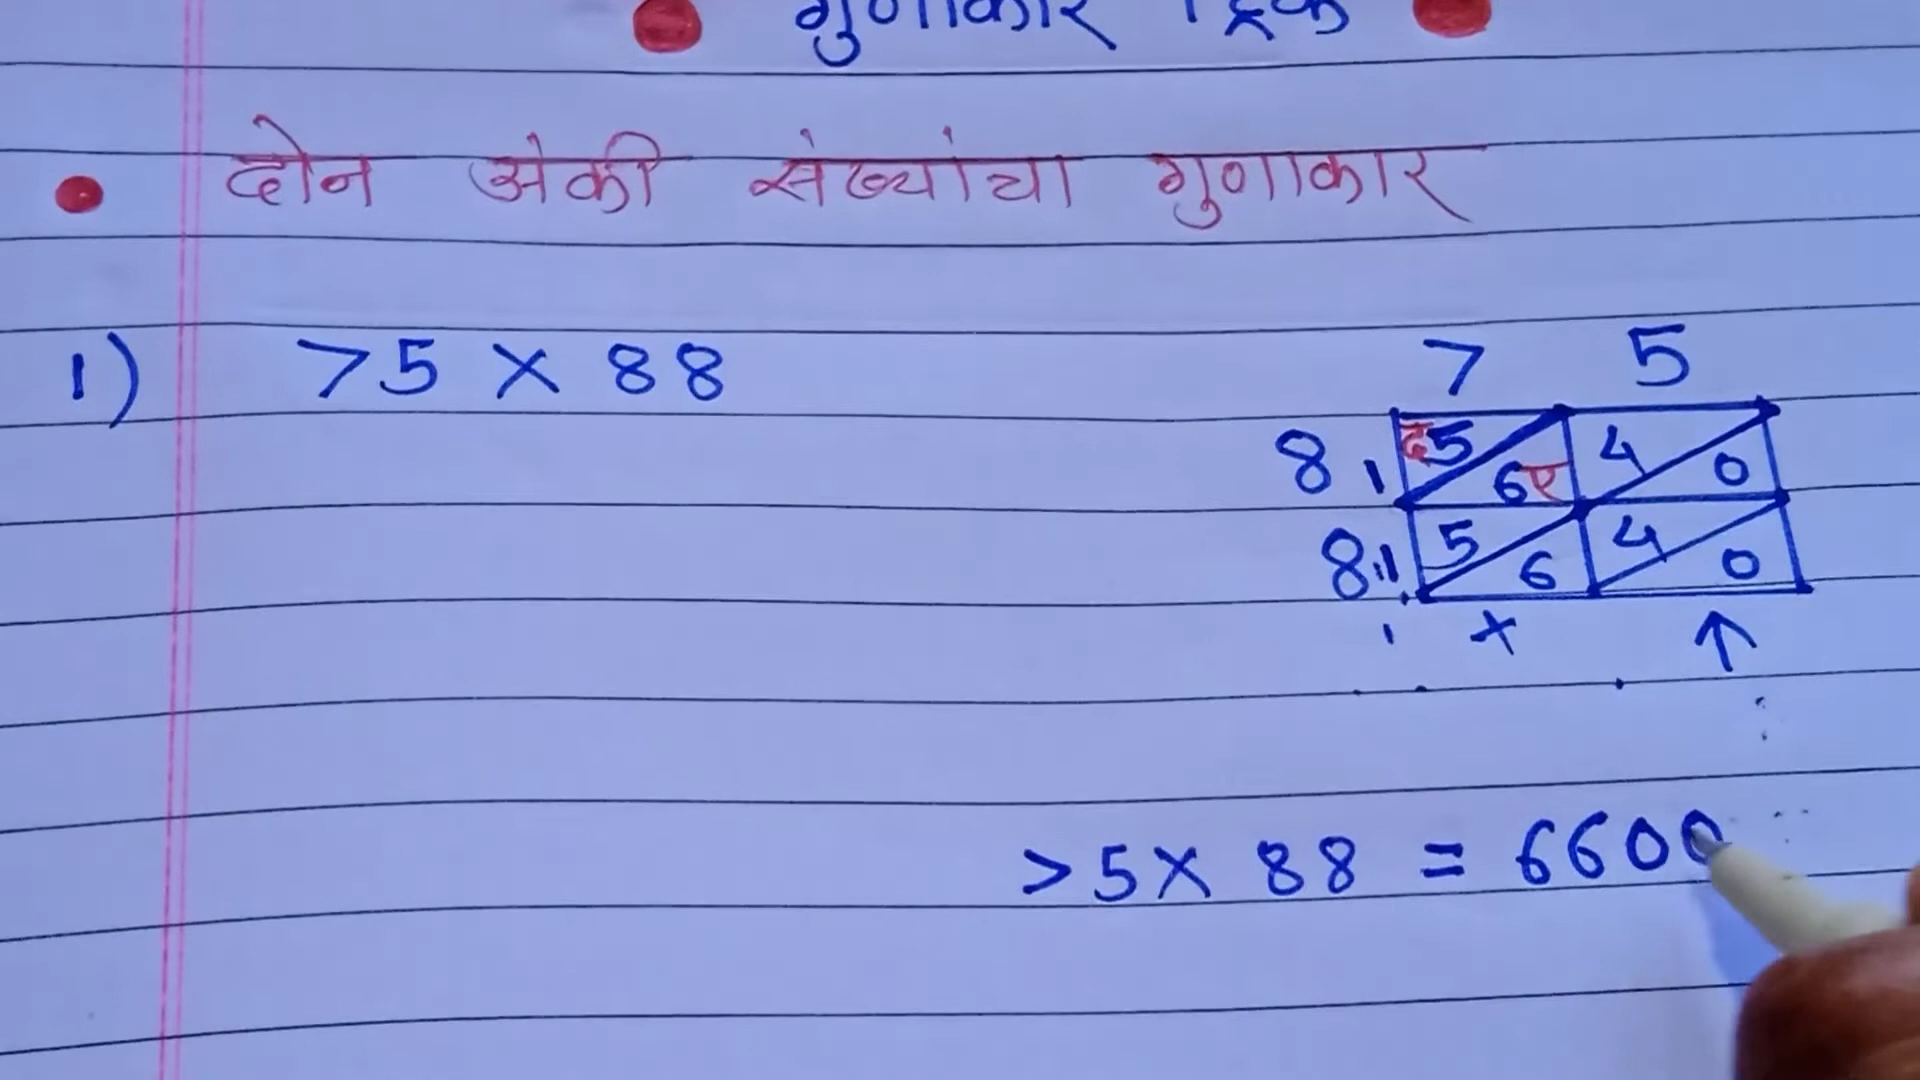 गुणाकार ट्रिक
दोन अंकी संख्यांचा गुणाकार
1) 75 × 88
7 5
8 द 5 6 ए 4 0
8 5 6 4 0
×
75 × 88 = 6600